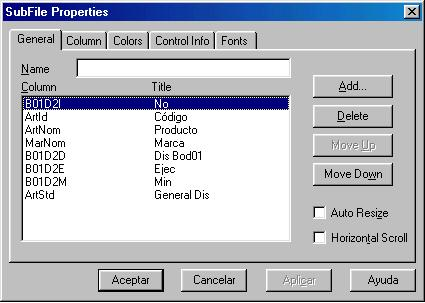 SubFile Properties
General Column Colors Control Info Fonts
Name
Column Title
B01D2I No
ArtId Código
ArtNom Producto
MarNom Marca
B01D2D Dis Bod01
B01D2E Ejec
B01D2M Min
ArtStd General Dis
Add...
Delete
Move Up
Move Down
Auto Resize
Horizontal Scroll
Aceptar Cancelar Aplicar Ayuda